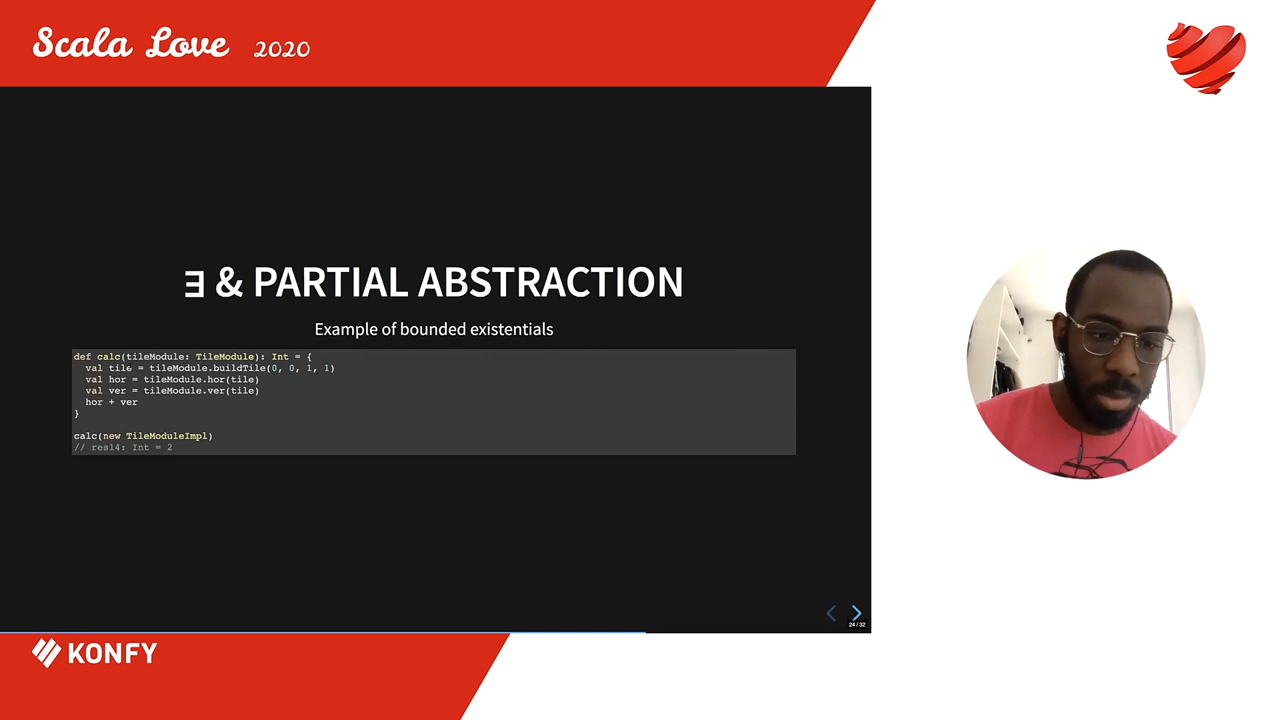 Scala Love 2020
∃ & PARTIAL ABSTRACTION
Example of bounded existentials
def calc(tileModule: TileModule): Int = {
  val tile = tileModule.buildTile(0, 0, 1, 1)
  val hor = tileModule.hor(tile)
  val ver = tileModule.ver(tile)
  hor + ver
}
calc(new TileModuleImpl)
// res14: Int = 2
24 / 32
KONFY